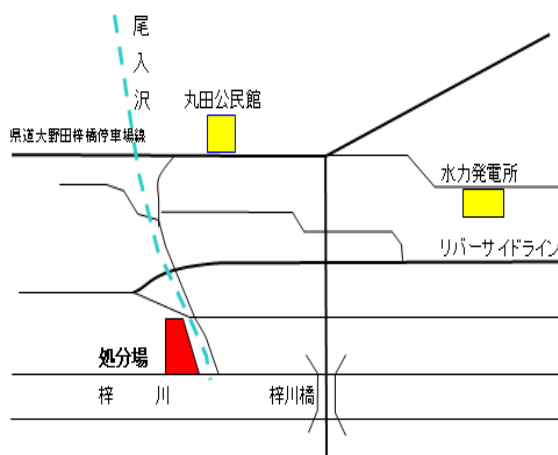 尾入沢
丸田公民館
県道大野田梓橋停車場線
水力発電所
リバーサイドライン
処分場
梓川
梓川橋